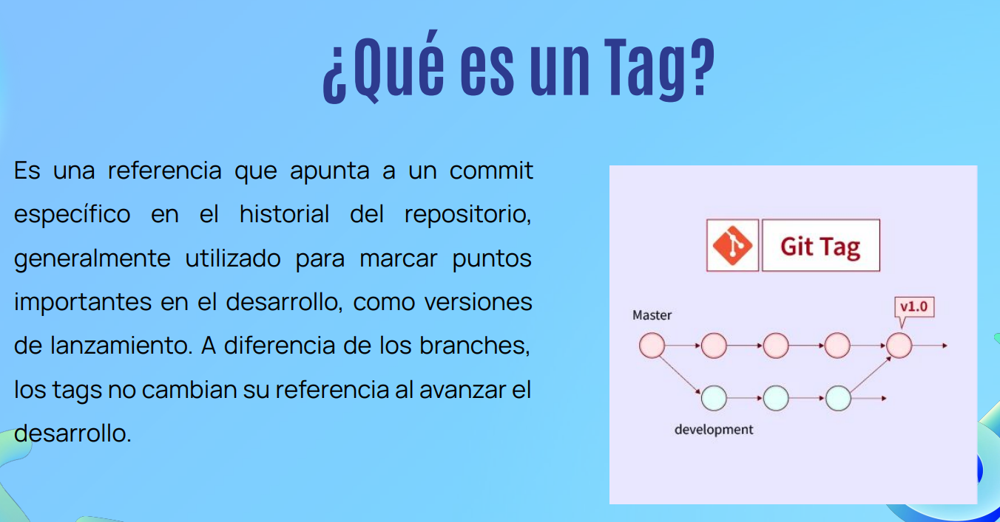 ¿Qué es un Tag?
Es una referencia que apunta a un commit
específico en el historial del repositorio,
generalmente utilizado para marcar puntos
importantes en el desarrollo, como versiones
de lanzamiento. A diferencia de los branches,
los tags no cambian su referencia al avanzar el
desarrollo.
Git Tag
v1.0
Master
development